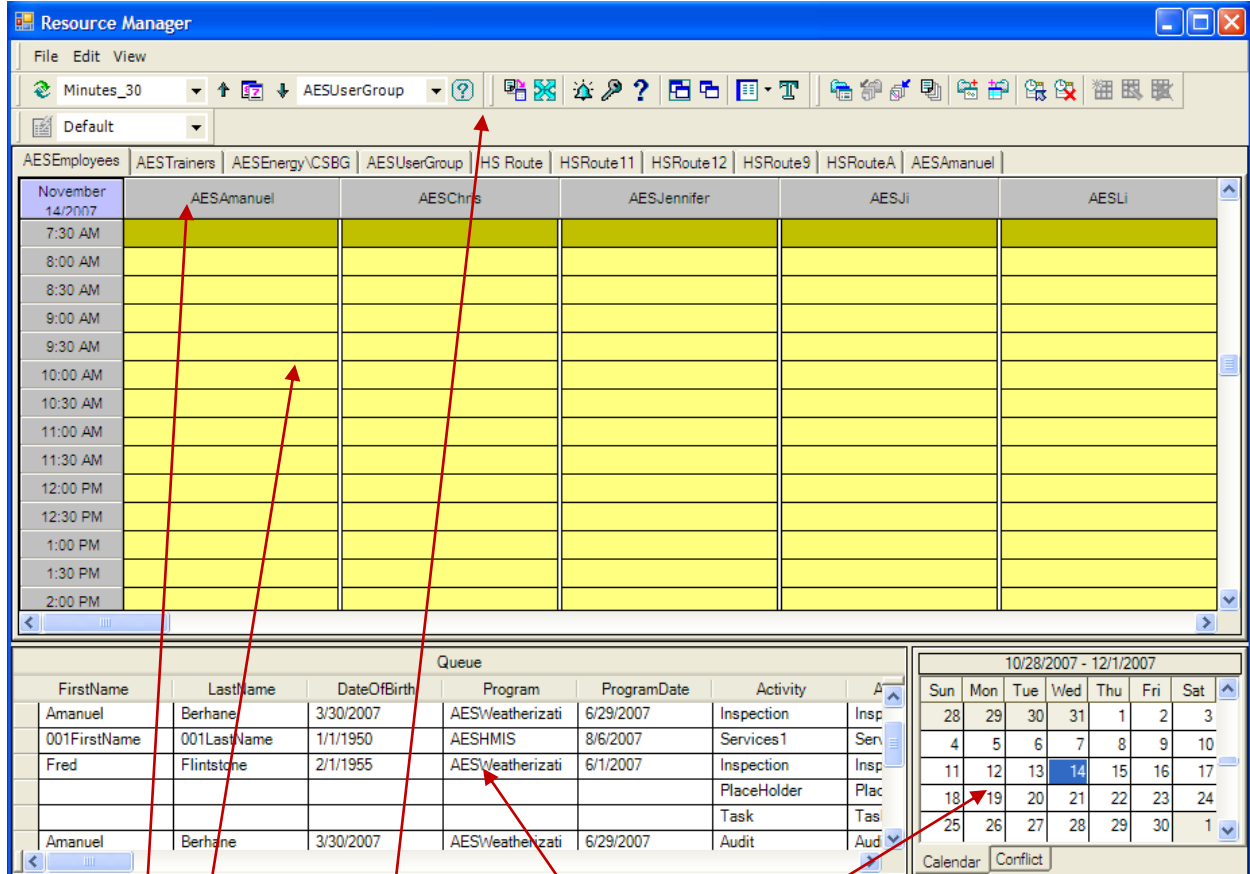 Resource Manager
File Edit View
Minutes_30 AESUserGroup
Default
AESEmployees AESTrainers AESEnergy\CSBG AESUserGroup HS Route HSRoute11 HSRoute12 HSRoute9 HSRouteA AESAmanuel
November 14/2007 AESAmanuel AESChris AESJennifer AESJi AESLi
7:30 AM
8:00 AM
8:30 AM
9:00 AM
9:30 AM
10:00 AM
10:30 AM
11:00 AM
11:30 AM
12:00 PM
12:30 PM
1:00 PM
1:30 PM
2:00 PM
Queue
FirstName LastName DateOfBirth Program ProgramDate Activity A
Amanuel Berhane 3/30/2007 AESWeatherizati 6/29/2007 Inspection Insp
001FirstName 001LastName 1/1/1950 AESHMIS 8/6/2007 Services1 Serv
Fred Flintstone 2/1/1955 AESWeatherizati 6/1/2007 Inspection Insp
PlaceHolder Plac
Task Tas
Amanuel Berhane 3/30/2007 AESWeatherizati 6/29/2007 Audit Aud
10/28/2007 - 12/1/2007
Sun Mon Tue Wed Thu Fri Sat
28 29 30 31 1 2 3
4 5 6 7 8 9 10
11 12 13 14 15 16 17
18 19 20 21 22 23 24
25 26 27 28 29 30 1
Calendar Conflict